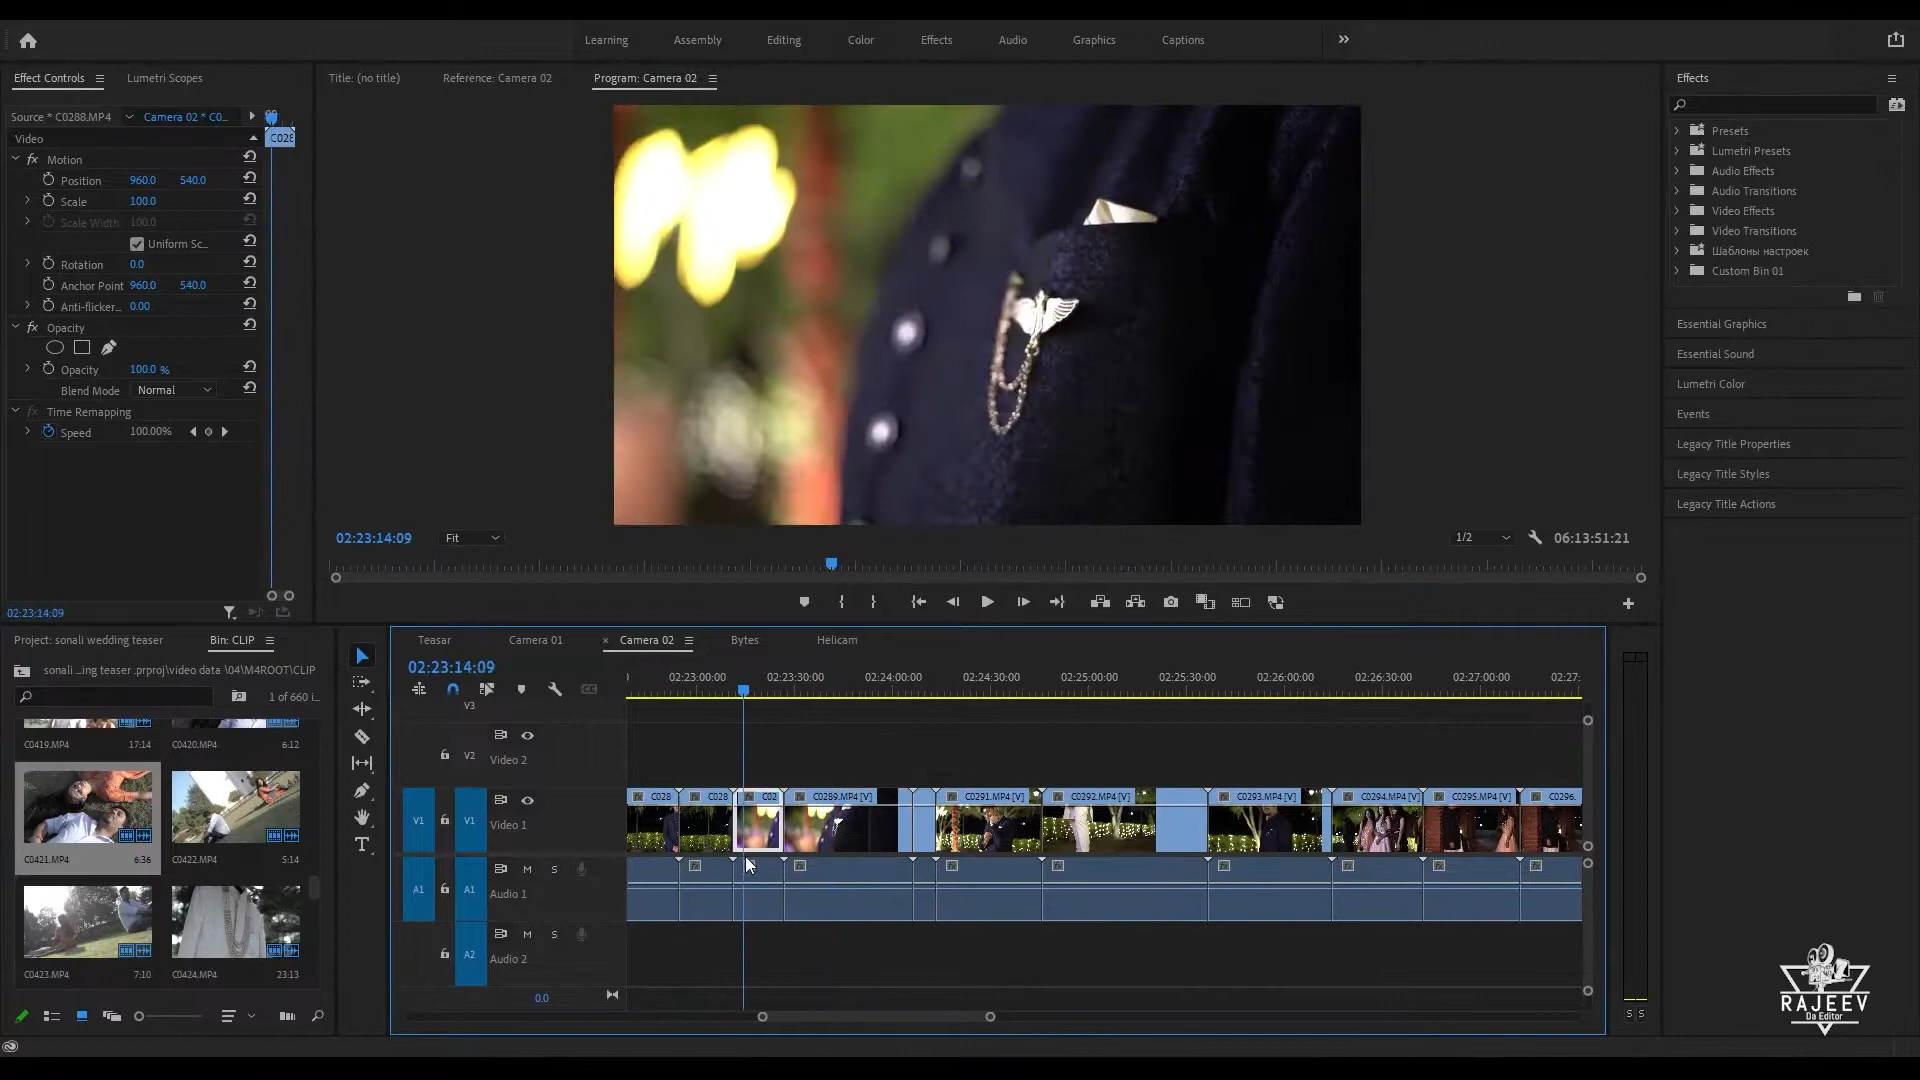 Learning Assembly Editing Color Effects Audio Graphics Captions
Effect Controls Lumetri Scopes
Title: (no title) Reference: Camera 02 Program: Camera 02
Effects
Source * C0288.MP4 Camera 02 * C0...
Video
C028
Motion
Position 960.0 540.0
Scale 100.0
Scale Width 100.0
Uniform Sc...
Rotation 0.0
Anchor Point 960.0 540.0
Anti-flicker... 0.00
Opacity
Opacity 100.0 %
Blend Mode Normal
Time Remapping
Speed 100.00%
02:23:14:09
02:23:14:09 Fit 1/2 06:13:51:21
Presets
Lumetri Presets
Audio Effects
Audio Transitions
Video Effects
Video Transitions
Шаблоны настроек
Custom Bin 01
Essential Graphics
Essential Sound
Lumetri Color
Events
Legacy Title Properties
Legacy Title Styles
Legacy Title Actions
Project: sonali wedding teaser Bin: CLIP
sonali ...ing teaser .prproj\video data \04\M4ROOT\CLIP
1 of 660 i...
C0419.MP4 17:14 C0420.MP4 6:12
C0421.MP4 6:36 C0422.MP4 5:14
C0423.MP4 7:10 C0424.MP4 23:13
Teasar Camera 01 × Camera 02 Bytes Helicam
02:23:14:09
02:23:00:00 02:23:30:00 02:24:00:00 02:24:30:00 02:25:00:00 02:25:30:00 02:26:00:00 02:26:30:00 02:27:00:00 02:27:
V3
V2 Video 2
C028 C028 C02 C0289.MP4 [V] C0291.MP4 [V] C0292.MP4 [V] C0293.MP4 [V] C0294.MP4 [V] C0295.MP4 [V] C0296.
V1 V1 Video 1
M S
A1 A1 Audio 1
M S
A2 Audio 2
0.0
S S
RAJEEV
Da Editor